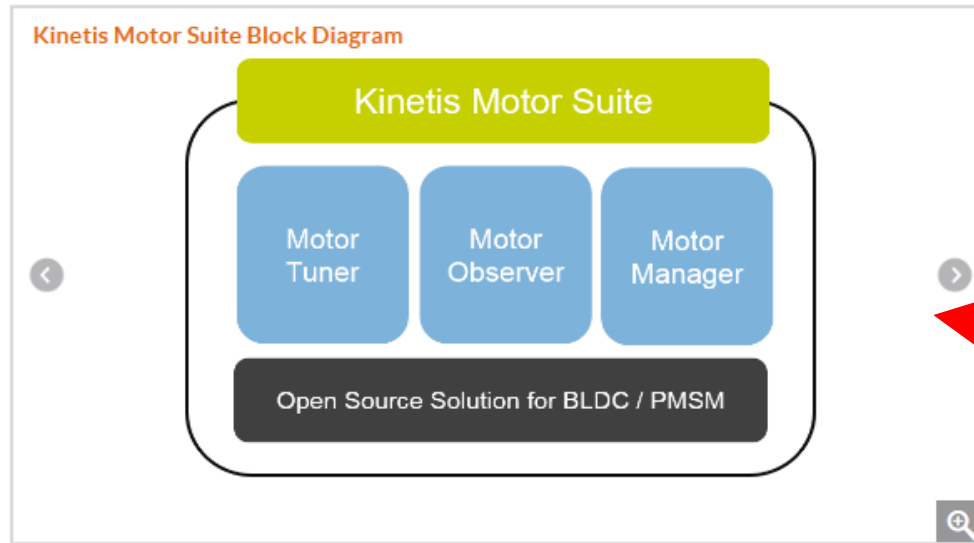 Kinetis Motor Suite Block Diagram
Kinetis Motor Suite
Motor
Tuner
Motor
Observer
Motor
Manager
Open Source Solution for BLDC / PMSM